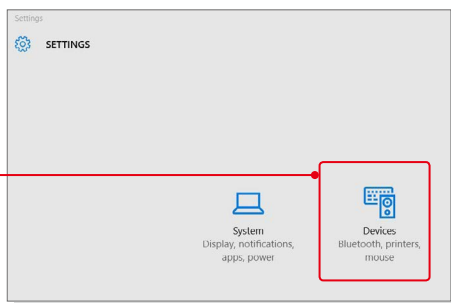 Settings
SETTINGS
System
Display, notifications,
apps, power
Devices
Bluetooth, printers,
mouse